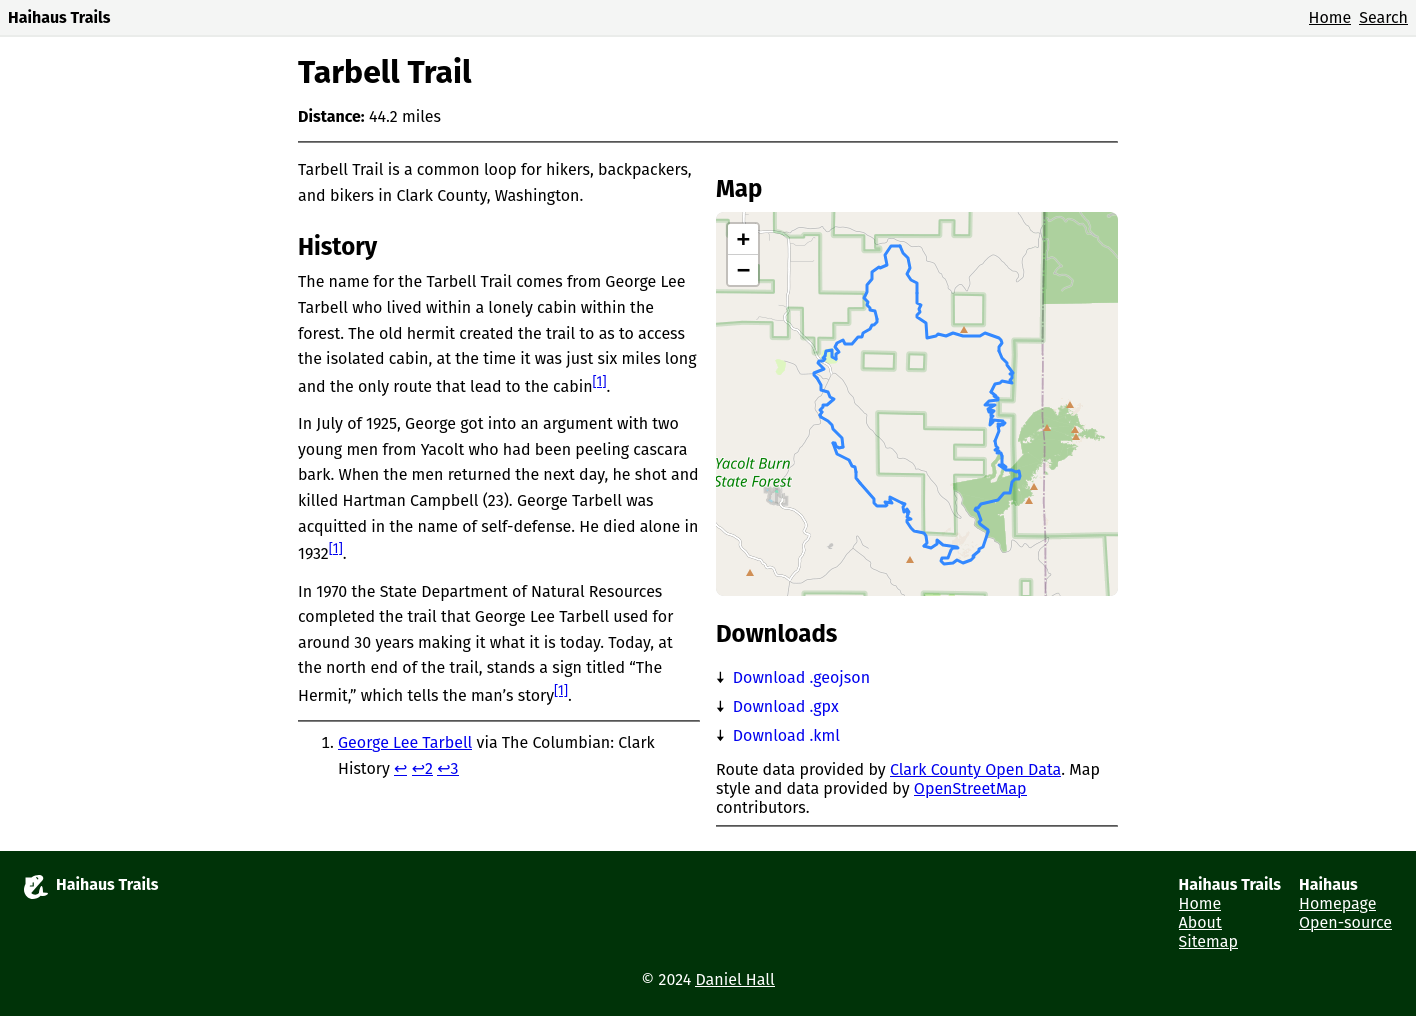 Haihaus Trails
Home Search
Tarbell Trail
Distance: 44.2 miles
Tarbell Trail is a common loop for hikers, backpackers,
and bikers in Clark County, Washington.
History
The name for the Tarbell Trail comes from George Lee
Tarbell who lived within a lonely cabin within the
forest. The old hermit created the trail to as to access
the isolated cabin, at the time it was just six miles long
and the only route that lead to the cabin[1].
In July of 1925, George got into an argument with two
young men from Yacolt who had been peeling cascara
bark. When the men returned the next day, he shot and
killed Hartman Campbell (23). George Tarbell was
acquitted in the name of self-defense. He died alone in
1932[1].
In 1970 the State Department of Natural Resources
completed the trail that George Lee Tarbell used for
around 30 years making it what it is today. Today, at
the north end of the trail, stands a sign titled “The
Hermit,” which tells the man’s story[1].
1. George Lee Tarbell via The Columbian: Clark
History ↩ ↩2 ↩3
Map
+
−
Yacolt Burn
State Forest
Downloads
↓ Download .geojson
↓ Download .gpx
↓ Download .kml
Route data provided by Clark County Open Data. Map
style and data provided by OpenStreetMap
contributors.
Haihaus Trails
Haihaus Trails
Home
About
Sitemap
Haihaus
Homepage
Open-source
© 2024 Daniel Hall